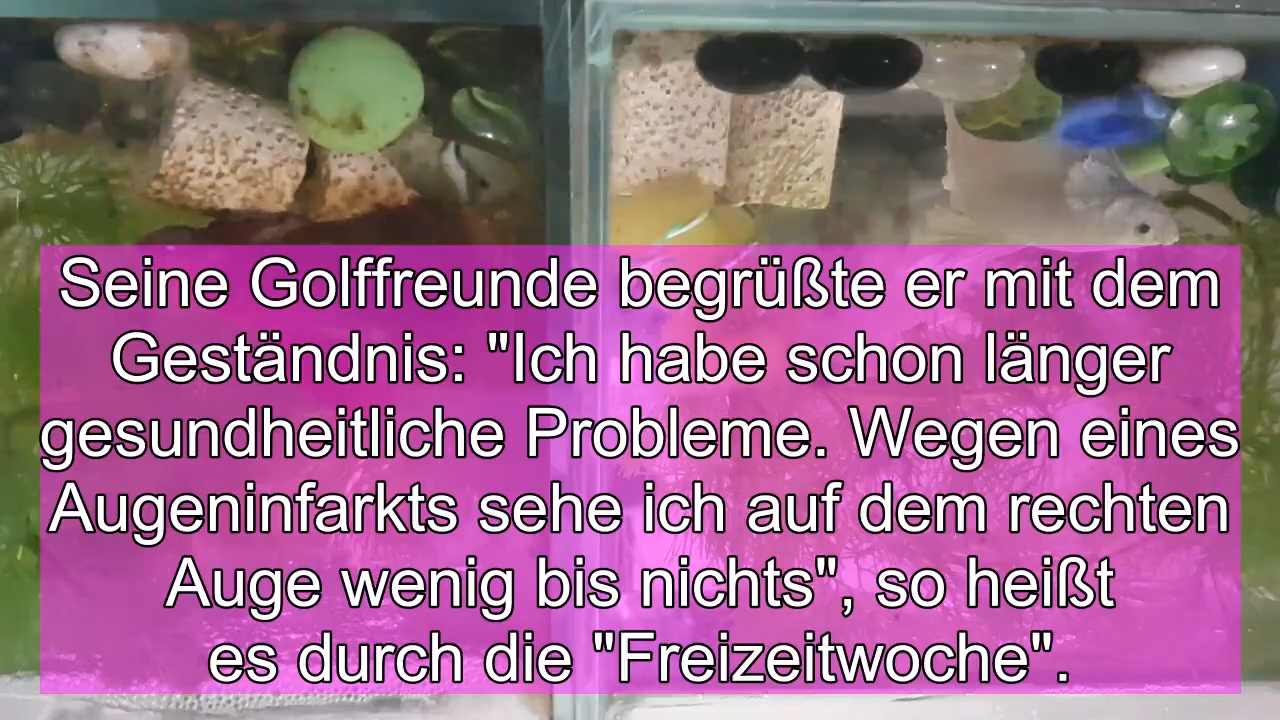 Seine Golffreunde begrüßte er mit dem
Geständnis: "Ich habe schon länger
gesundheitliche Probleme. Wegen eines
Augeninfarkts sehe ich auf dem rechten
Auge wenig bis nichts", so heißt
es durch die "Freizeitwoche".